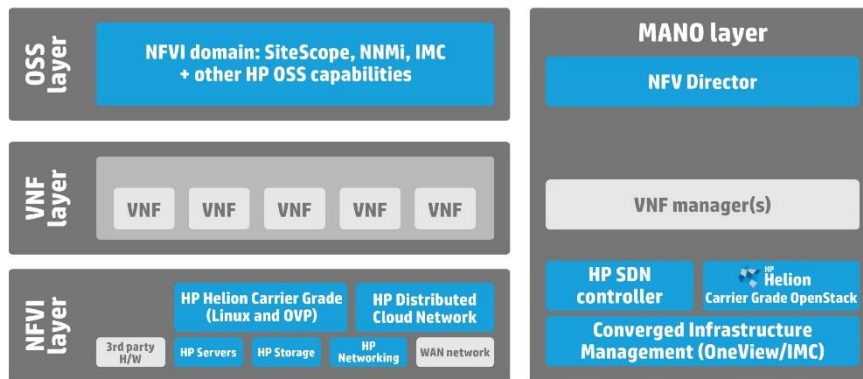 OSS
layer
NFVI domain: SiteScope, NNMi, IMC
+ other HP OSS capabilities
VNF
layer
VNF
VNF
VNF
VNF
VNF
NFVI
layer
HP Helion Carrier Grade
(Linux and OVP)
HP Distributed
Cloud Network
3rd party
H/W
HP Servers
HP Storage
HP
Networking
WAN network
MANO layer
NFV Director
VNF manager(s)
HP SDN
controller
HP
Helion
Carrier Grade OpenStack
Converged Infrastructure
Management (OneView/IMC)